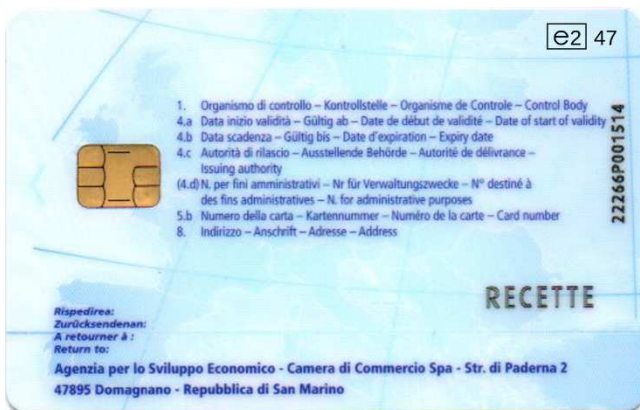 e2 47
1. Organismo di controllo – Kontrollstelle – Organisme de Controle – Control Body
4.a Data inizio validità – Gültig ab – Date de début de validité – Date of start of validity
4.b Data scadenza – Gültig bis – Date d'expiration – Expiry date
4.c Autorità di rilascio – Ausstellende Behörde – Autorité de délivrance –
Issuing authority
(4.d) N. per fini amministrativi – Nr für Verwaltungszwecke – N° destiné à
des fins administratives – N. for administrative purposes
5.b Numero della carta – Kartennummer – Numéro de la carte – Card number
8. Indirizzo – Anschrift – Adresse – Address
22266P001514
RECETTE
Rispedirea:
Zurücksendenan:
A retourner à :
Return to:
Agenzia per lo Sviluppo Economico - Camera di Commercio Spa - Str. di Paderna 2
47895 Domagnano - Repubblica di San Marino